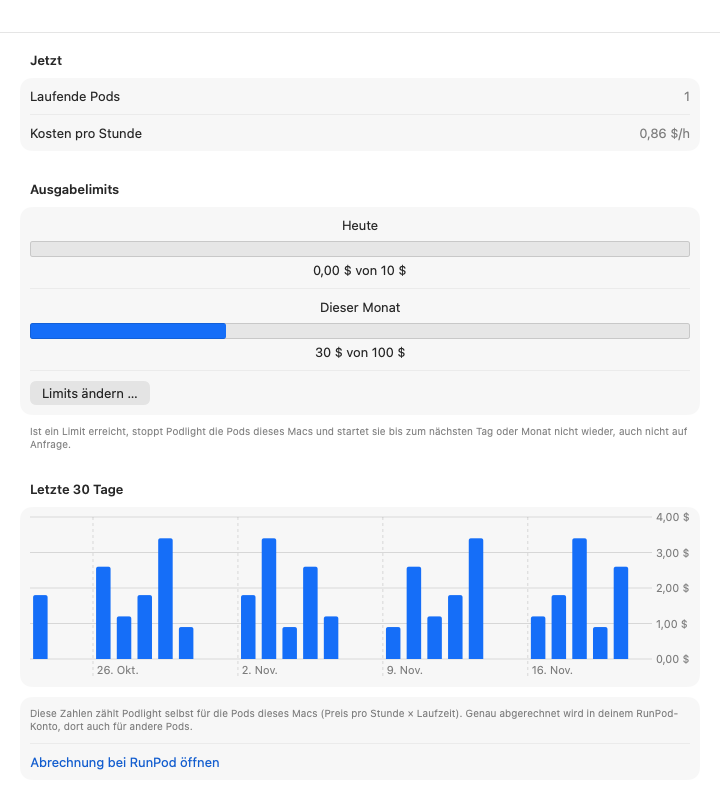 Jetzt
Laufende Pods
1
Kosten pro Stunde
0,86 $/h
Ausgabelimits
Heute
0,00 $ von 10 $
Dieser Monat
30 $ von 100 $
Limits ändern ...
Ist ein Limit erreicht, stoppt Podlight die Pods dieses Macs und startet sie bis zum nächsten Tag oder Monat nicht wieder, auch nicht auf
Anfrage.
Letzte 30 Tage
4,00 $
3,00 $
2,00 $
1,00 $
0,00 $
26. Okt.
2. Nov.
9. Nov.
16. Nov.
Diese Zahlen zählt Podlight selbst für die Pods dieses Macs (Preis pro Stunde × Laufzeit). Genau abgerechnet wird in deinem RunPod-
Konto, dort auch für andere Pods.
Abrechnung bei RunPod öffnen